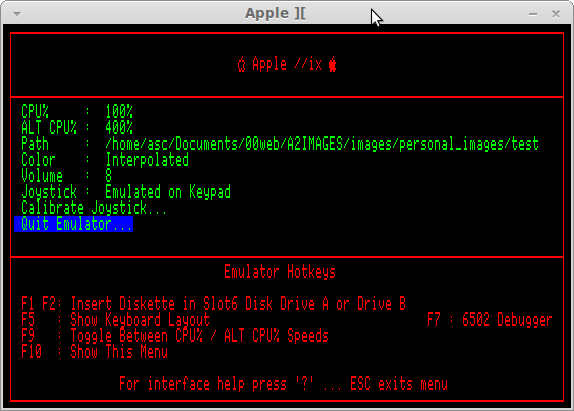 Apple ][
Apple //ix
CPU% : 100%
ALT CPU% : 400%
Path : /home/asc/Documents/00web/A2IMAGES/images/personal_images/test
Color : Interpolated
Volume : 8
Joystick : Emulated on Keypad
Calibrate Joystick...
Quit Emulator...
Emulator Hotkeys
F1 F2: Insert Diskette in Slot6 Disk Drive A or Drive B
F5 : Show Keyboard Layout F7 : 6502 Debugger
F9 : Toggle Between CPU% / ALT CPU% Speeds
F10 : Show This Menu
For interface help press '?' ... ESC exits menu